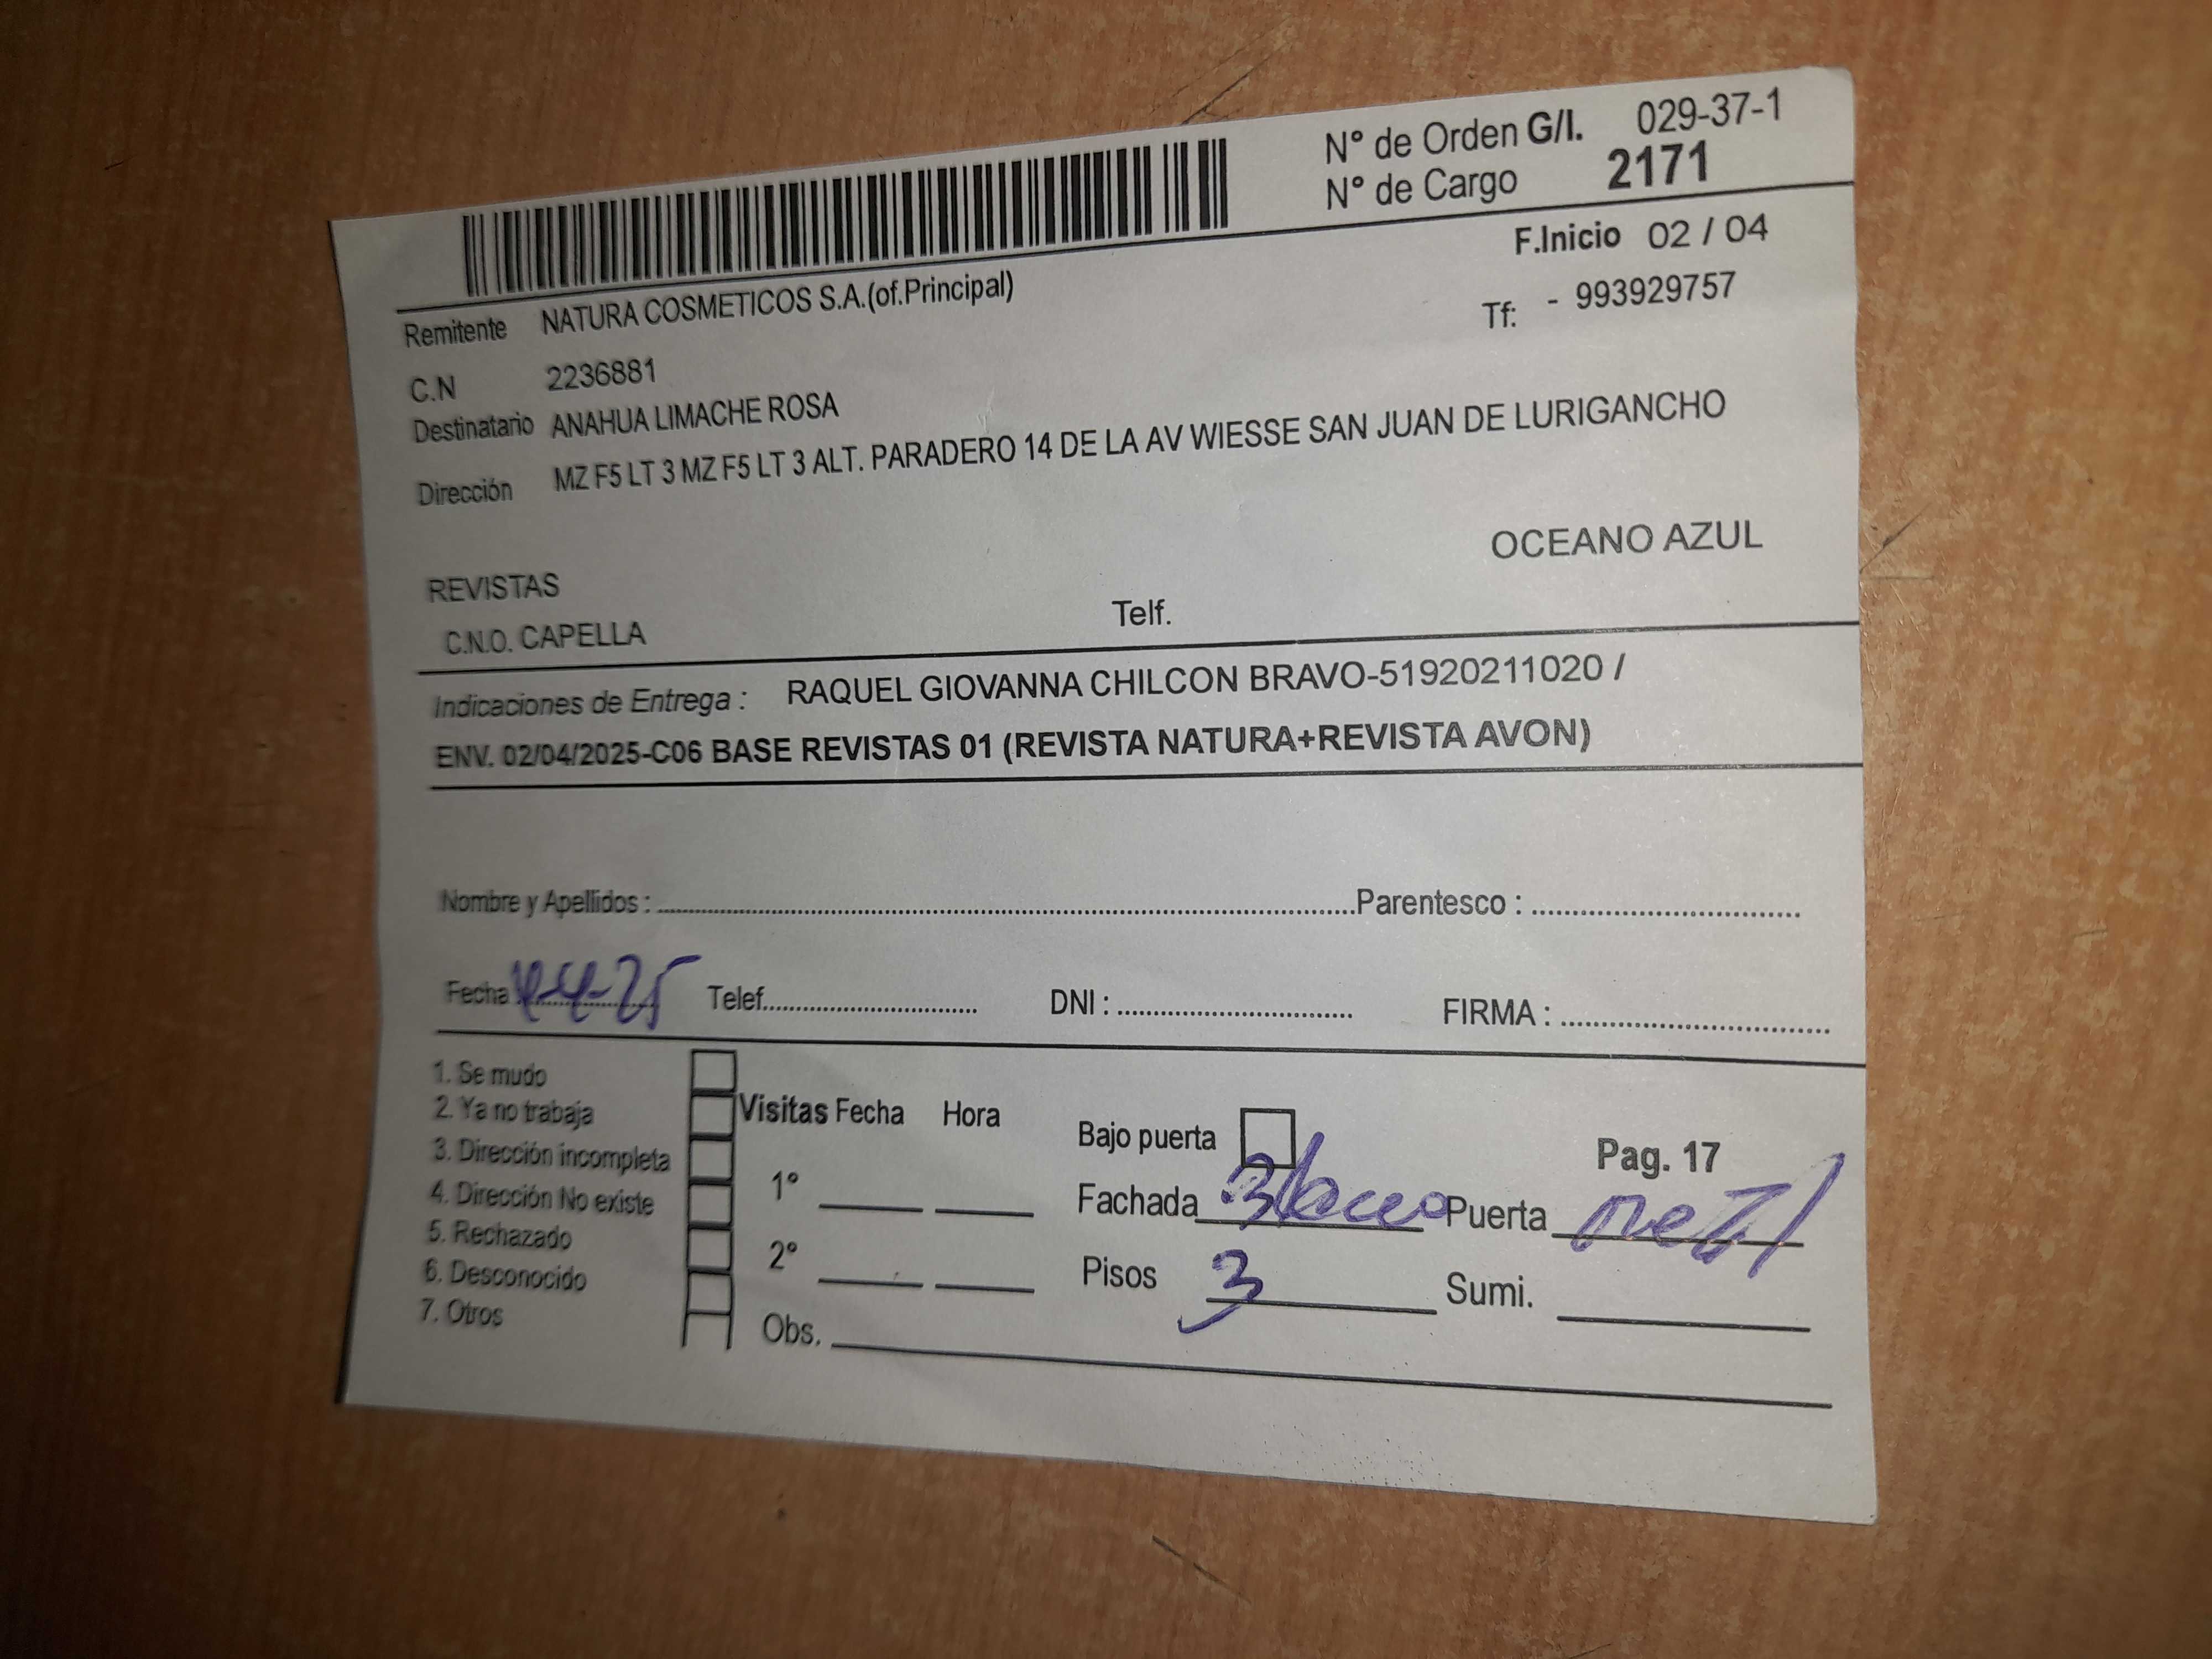 N° de Orden G/I. 029-37-1
N° de Cargo 2171
F.Inicio 02 / 04
Remitente NATURA COSMETICOS S.A.(of.Principal)
Tf: - 993929757
C.N 2236881
Destinatario ANAHUA LIMACHE ROSA
Dirección MZ F5 LT 3 MZ F5 LT 3 ALT. PARADERO 14 DE LA AV WIESSE SAN JUAN DE LURIGANCHO
OCEANO AZUL
REVISTAS
C.N.O. CAPELLA Telf.
Indicaciones de Entrega : RAQUEL GIOVANNA CHILCON BRAVO-51920211020 /
ENV. 02/04/2025-C06 BASE REVISTAS 01 (REVISTA NATURA+REVISTA AVON)
Nombre y Apellidos : Parentesco :
Fecha Telef. DNI : FIRMA :
1. Se mudo
2. Ya no trabaja
3. Dirección incompleta
4. Dirección No existe
5. Rechazado
6. Desconocido
7. Otros
Visitas Fecha Hora
1°
2°
Obs.
Bajo puerta Pag. 17
Fachada Blanco Puerta metal
Pisos 3 Sumi.